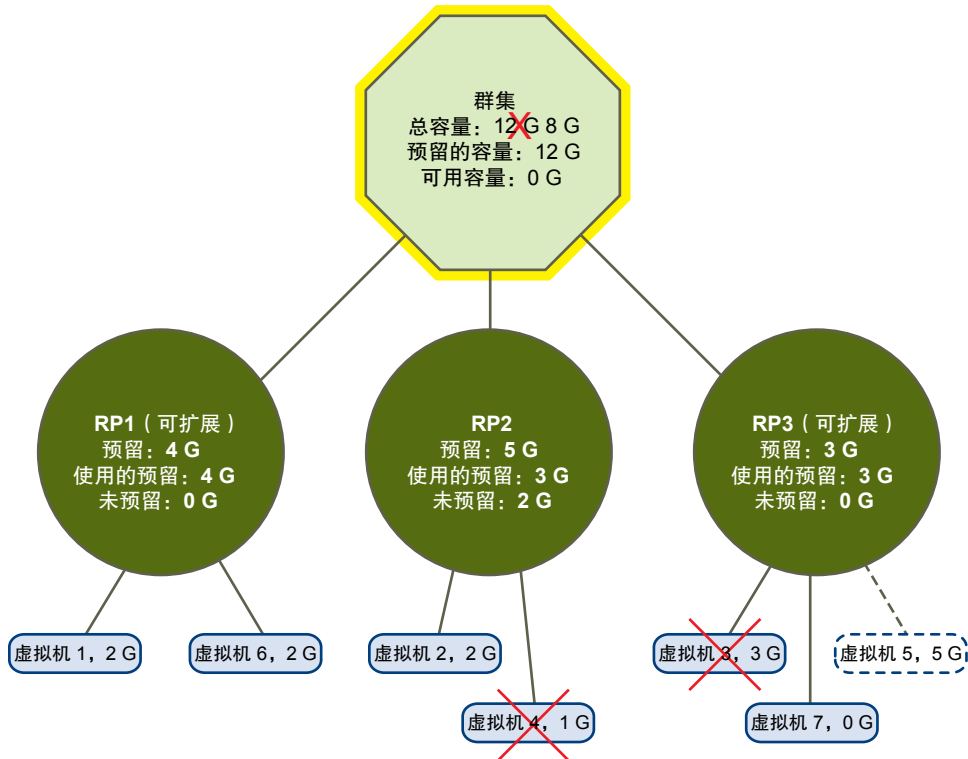 群集
总容量：12 G 8 G
预留的容量：12 G
可用容量：0 G
RP1（可扩展）
预留：4 G
使用的预留：4 G
未预留：0 G
RP2
预留：5 G
使用的预留：3 G
未预留：2 G
RP3（可扩展）
预留：3 G
使用的预留：3 G
未预留：0 G
虚拟机 1，2 G
虚拟机 6，2 G
虚拟机 2，2 G
虚拟机 3，3 G
虚拟机 5，5 G
虚拟机 4，1 G
虚拟机 7，0 G